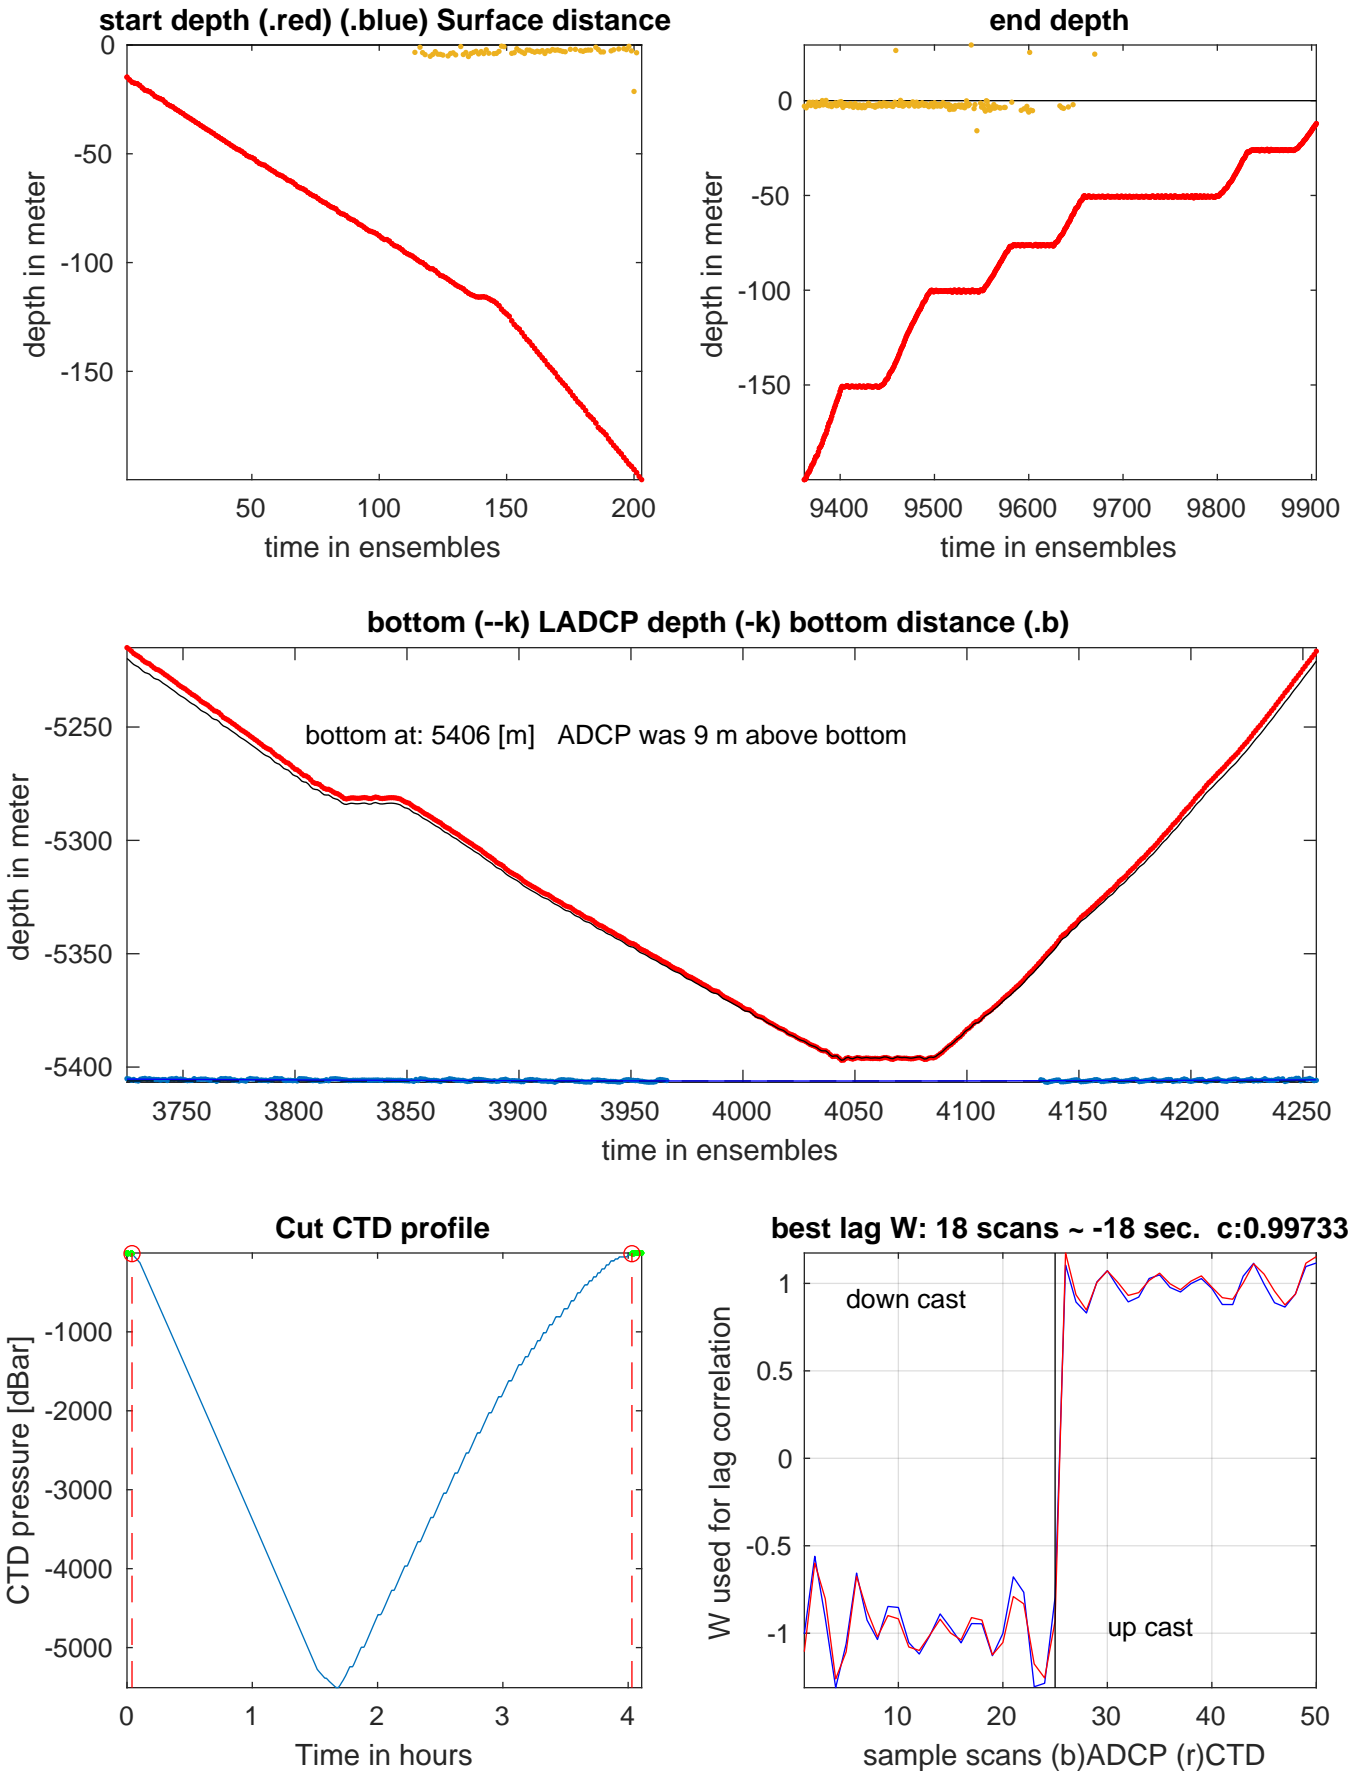 start depth (.red) (.blue) Surface distance
0
-50
-100
-150
depth in meter
50 100 150 200
time in ensembles
end depth
0
-50
-100
-150
depth in meter
9400 9500 9600 9700 9800 9900
time in ensembles
bottom (--k) LADCP depth (-k) bottom distance (.b)
bottom at: 5406 [m] ADCP was 9 m above bottom
-5250
-5300
-5350
-5400
depth in meter
3750 3800 3850 3900 3950 4000 4050 4100 4150 4200 4250
time in ensembles
Cut CTD profile
-1000
-2000
-3000
-4000
-5000
CTD pressure [dBar]
0 1 2 3 4
Time in hours
best lag W: 18 scans ~ -18 sec. c:0.99733
down cast
up cast
1
0.5
0
-0.5
-1
W used for lag correlation
10 20 30 40 50
sample scans (b)ADCP (r)CTD